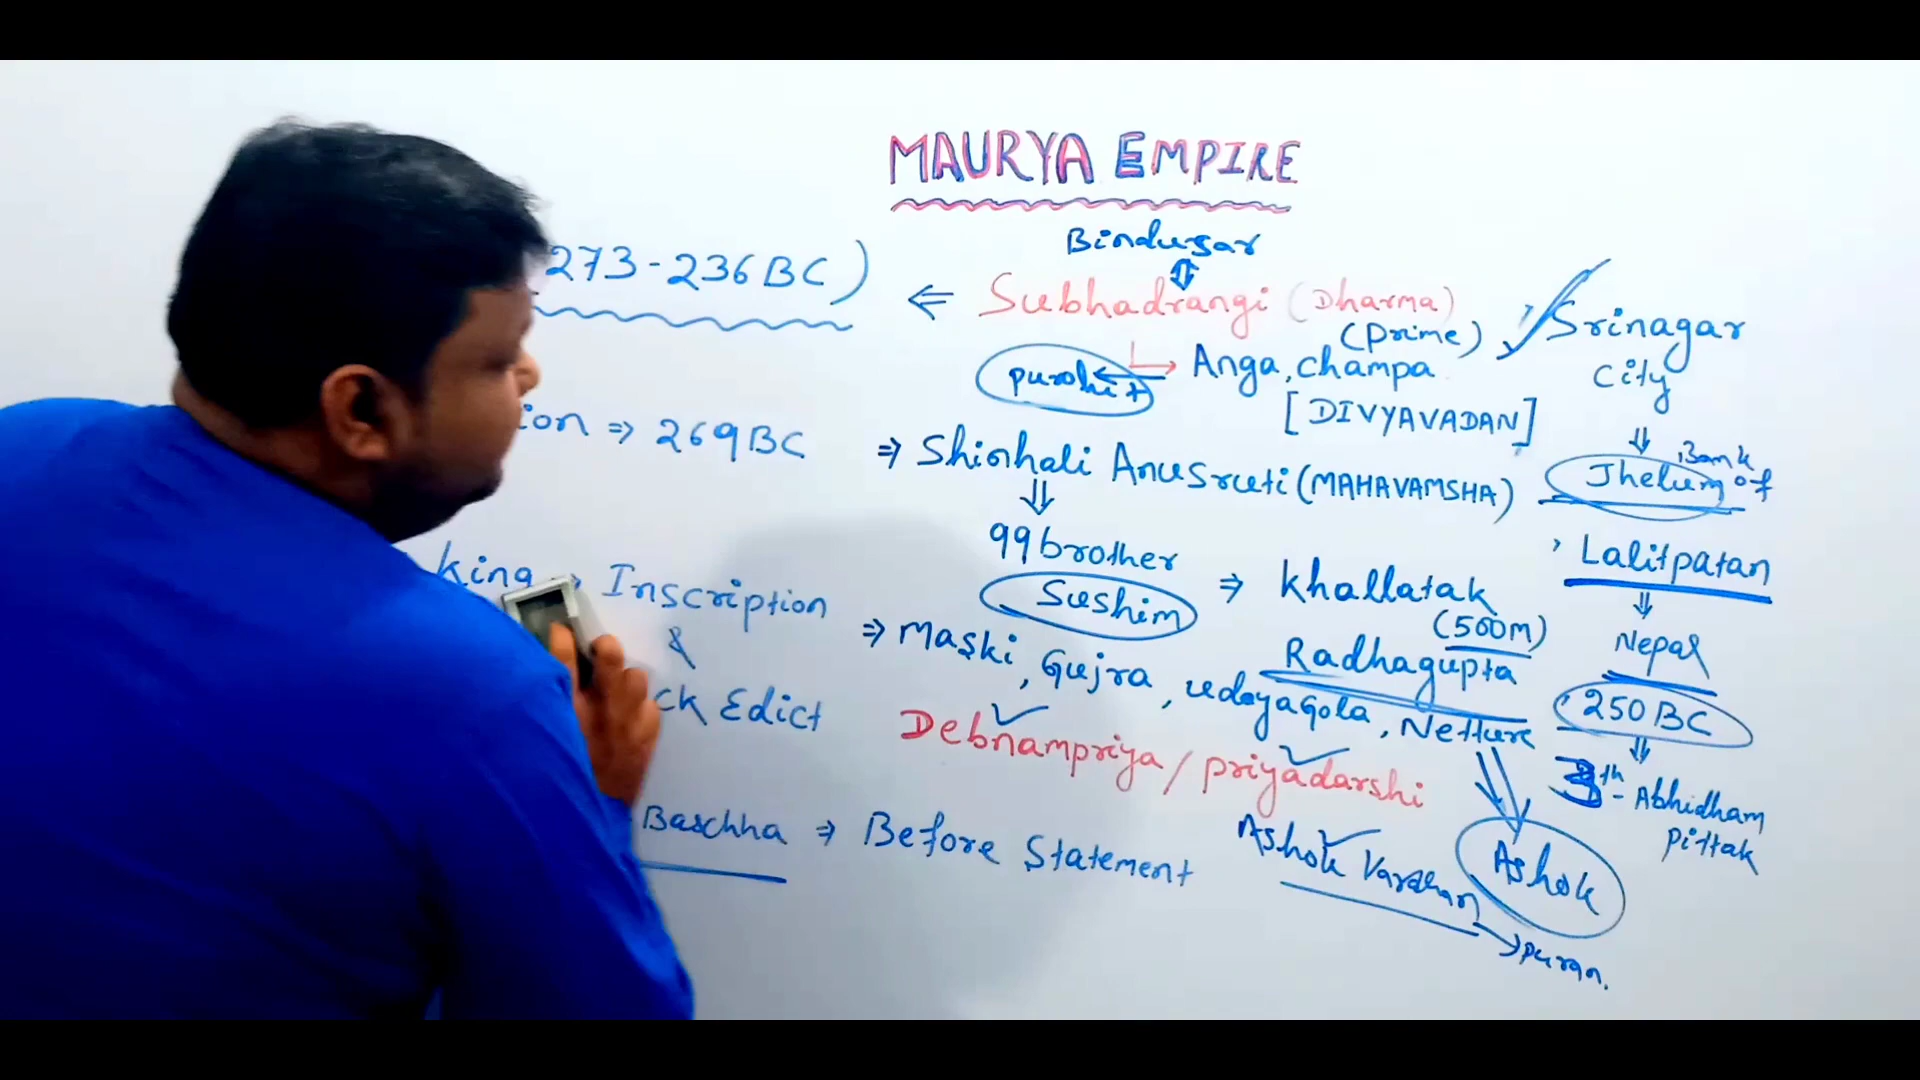 MAURYA EMPIRE
Bindusar
273-236 BC)
⇐ Subhadrangi (Dharma)
(prime)
purohit
Anga, champa
[DIVYAVADAN]
Srinagar
City
⇓
Bank of
Jhelum
ion ⇒ 269 BC
⇒ Shinhali Anusruti (MAHAVAMSHA)
⇓
99 brother
Sushim
⇒ Khallatak
(500m)
Radhagupta
Lalitpatan
⇓
Nepal
250 BC
⇓
3th - Abhidham
Pittak
king ⇒ Inscription
&
ck Edict
⇒ Maski, Gujra, udayagola, Netture
Debnampriya/priyadarshi
Baschha ⇒ Before Statement
Ashok Vardhan → puran.
Ashok